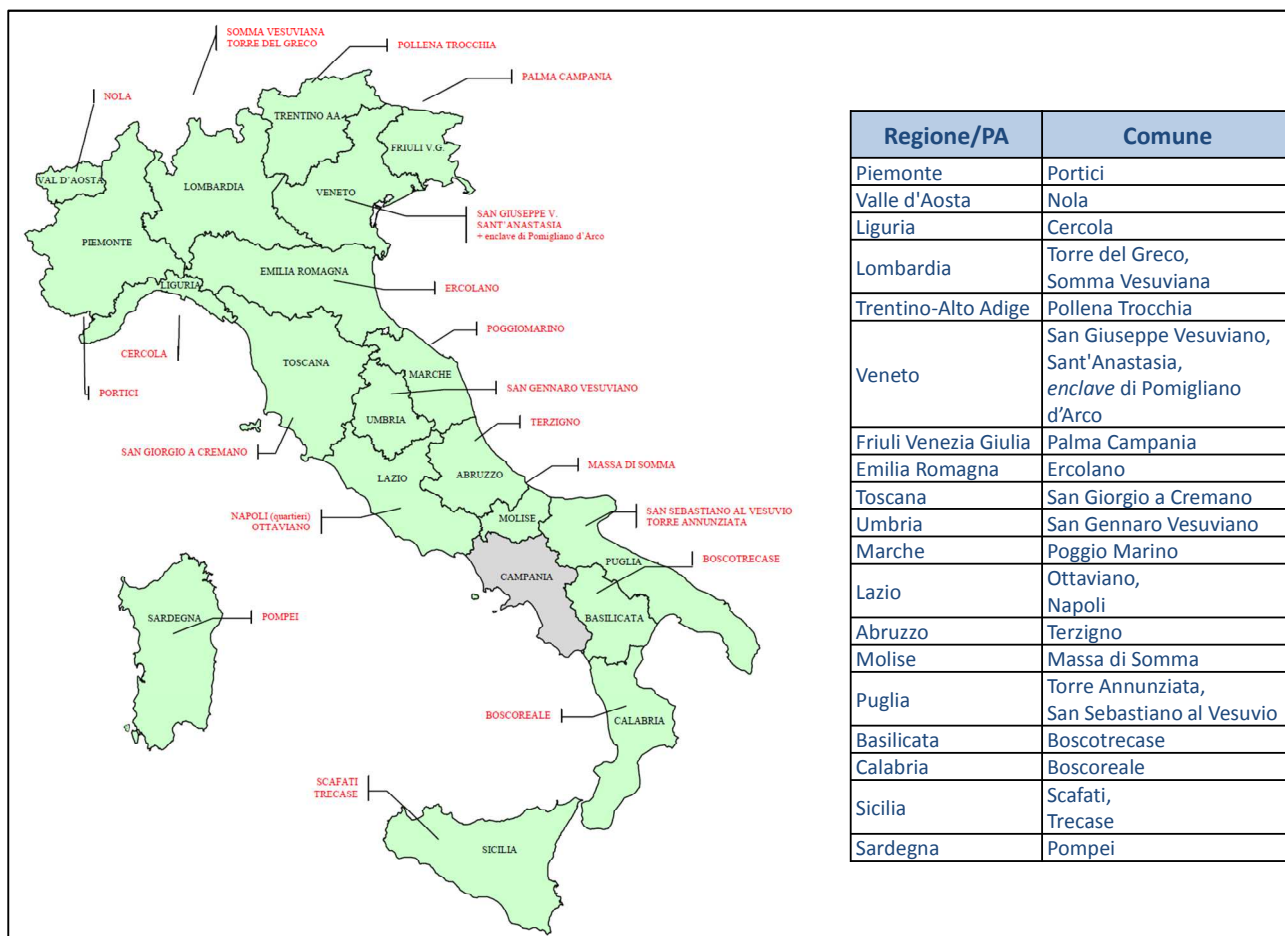 SOMMA VESUVIANA
TORRE DEL GRECO
POLLENA TROCCHIA
PALMA CAMPANIA
NOLA
TRENTINO AA
FRIULI V.G.
VAL D'AOSTA
LOMBARDIA
VENETO
SAN GIUSEPPE V.
SANT'ANASTASIA
+ enclave di Pomigliano d'Arco
PIEMONTE
EMILIA ROMAGNA
LIGURIA
ERCOLANO
POGGIOMARINO
CERCOLA
TOSCANA
MARCHE
PORTICI
SAN GENNARO VESUVIANO
UMBRIA
TERZIGNO
SAN GIORGIO A CREMANO
MASSA DI SOMMA
LAZIO
ABRUZZO
NAPOLI (quartieri)
OTTAVIANO
MOLISE
SAN SEBASTIANO AL VESUVIO
TORRE ANNUNZIATA
PUGLIA
BOSCOTRECASE
CAMPANIA
SARDEGNA
POMPEI
BASILICATA
BOSCOREALE
CALABRIA
SCAFATI
TRECASE
SICILIA
Regione/PA Comune
Piemonte Portici
Valle d'Aosta Nola
Liguria Cercola
Lombardia Torre del Greco,
Somma Vesuviana
Trentino-Alto Adige Pollena Trocchia
Veneto San Giuseppe Vesuviano,
Sant'Anastasia,
enclave di Pomigliano
d’Arco
Friuli Venezia Giulia Palma Campania
Emilia Romagna Ercolano
Toscana San Giorgio a Cremano
Umbria San Gennaro Vesuviano
Marche Poggio Marino
Lazio Ottaviano,
Napoli
Abruzzo Terzigno
Molise Massa di Somma
Puglia Torre Annunziata,
San Sebastiano al Vesuvio
Basilicata Boscotrecase
Calabria Boscoreale
Sicilia Scafati,
Trecase
Sardegna Pompei